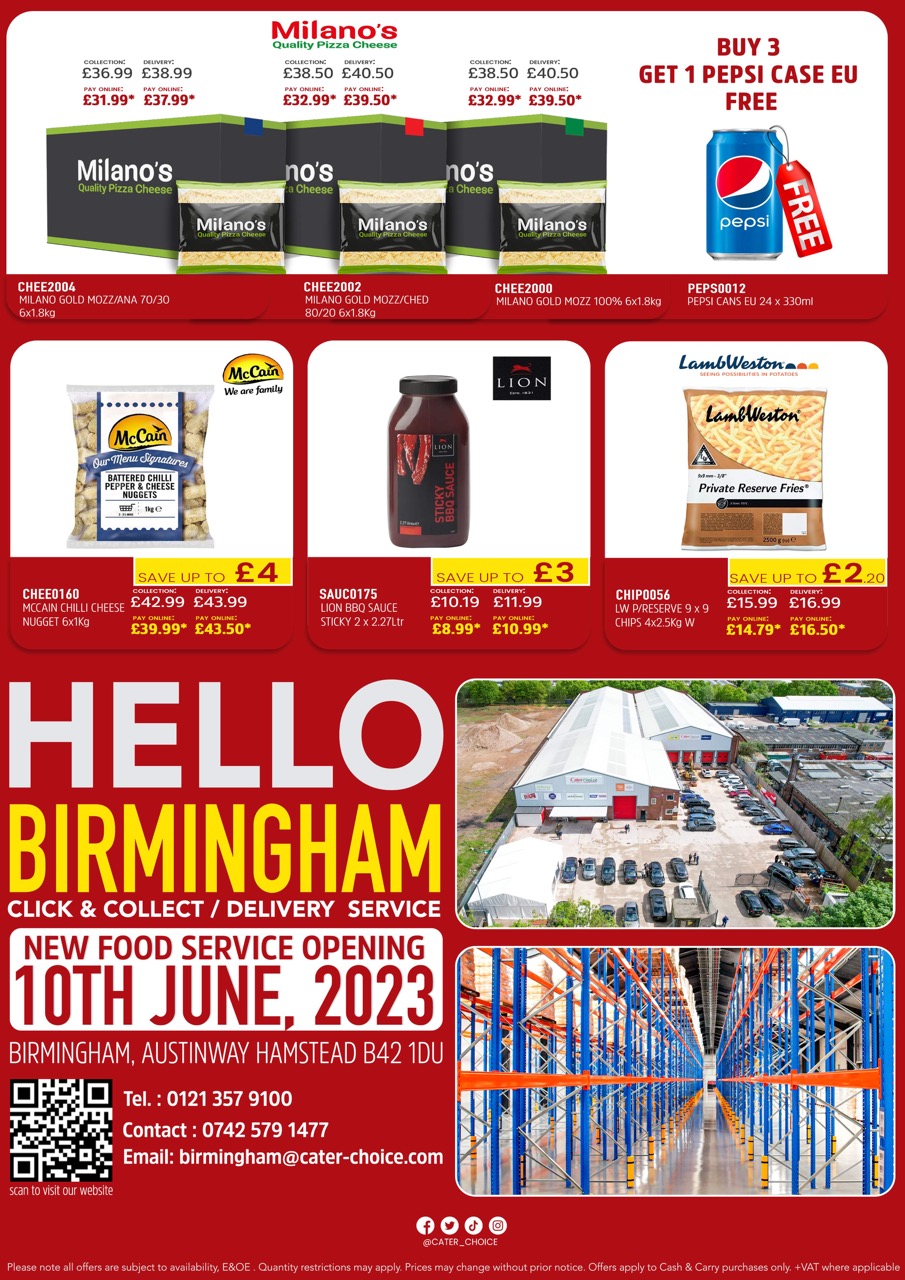 Milano's
Quality Pizza Cheese
COLLECTION: DELIVERY:
£36.99 £38.99
PAY ONLINE: PAY ONLINE:
£31.99* £37.99*
COLLECTION: DELIVERY:
£38.50 £40.50
PAY ONLINE: PAY ONLINE:
£32.99* £39.50*
COLLECTION: DELIVERY:
£38.50 £40.50
PAY ONLINE: PAY ONLINE:
£32.99* £39.50*
BUY 3
GET 1 PEPSI CASE EU
FREE
Milano's
Quality Pizza Cheese
no's
a Cheese
no's
a Cheese
Milano's
Quality Pizza Cheese
Milano's
Quality Pizza Cheese
Milano's
Quality Pizza Cheese
pepsi
FREE
CHEE2004
MILANO GOLD MOZZ/ANA 70/30
6x1.8kg
CHEE2002
MILANO GOLD MOZZ/CHED
80/20 6x1.8Kg
CHEE2000
MILANO GOLD MOZZ 100% 6x1.8kg
PEPS0012
PEPSI CANS EU 24 x 330ml
McCain
We are family
McCain
Our Menu Signatures
BATTERED CHILLI
PEPPER & CHEESE
NUGGETS
1kg e
SAVE UP TO £4
CHEE0160
MCCAIN CHILLI CHEESE
NUGGET 6x1Kg
COLLECTION: DELIVERY:
£42.99 £43.99
PAY ONLINE: PAY ONLINE:
£39.99* £43.50*
LION
ESTD. 1831
LION
STICKY
BBQ SAUCE
SAVE UP TO £3
SAUC0175
LION BBQ SAUCE
STICKY 2 x 2.27Ltr
COLLECTION: DELIVERY:
£10.19 £11.99
PAY ONLINE: PAY ONLINE:
£8.99* £10.99*
LambWeston
SEEING POSSIBILITIES IN POTATOES
LambWeston®
9x9 mm - 3/8"
Private Reserve Fries®
2500 g e
SAVE UP TO £2.20
CHIP0056
LW P/RESERVE 9 x 9
CHIPS 4x2.5Kg W
COLLECTION: DELIVERY:
£15.99 £16.99
PAY ONLINE: PAY ONLINE:
£14.79* £16.50*
HELLO
BIRMINGHAM
CLICK & COLLECT / DELIVERY SERVICE
NEW FOOD SERVICE OPENING
10TH JUNE, 2023
BIRMINGHAM, AUSTINWAY HAMSTEAD B42 1DU
Tel. : 0121 357 9100
Contact : 0742 579 1477
Email: birmingham@cater-choice.com
scan to visit our website
@CATER_CHOICE
Please note all offers are subject to availability, E&OE . Quantity restrictions may apply. Prices may change without prior notice. Offers apply to Cash & Carry purchases only. +VAT where applicable